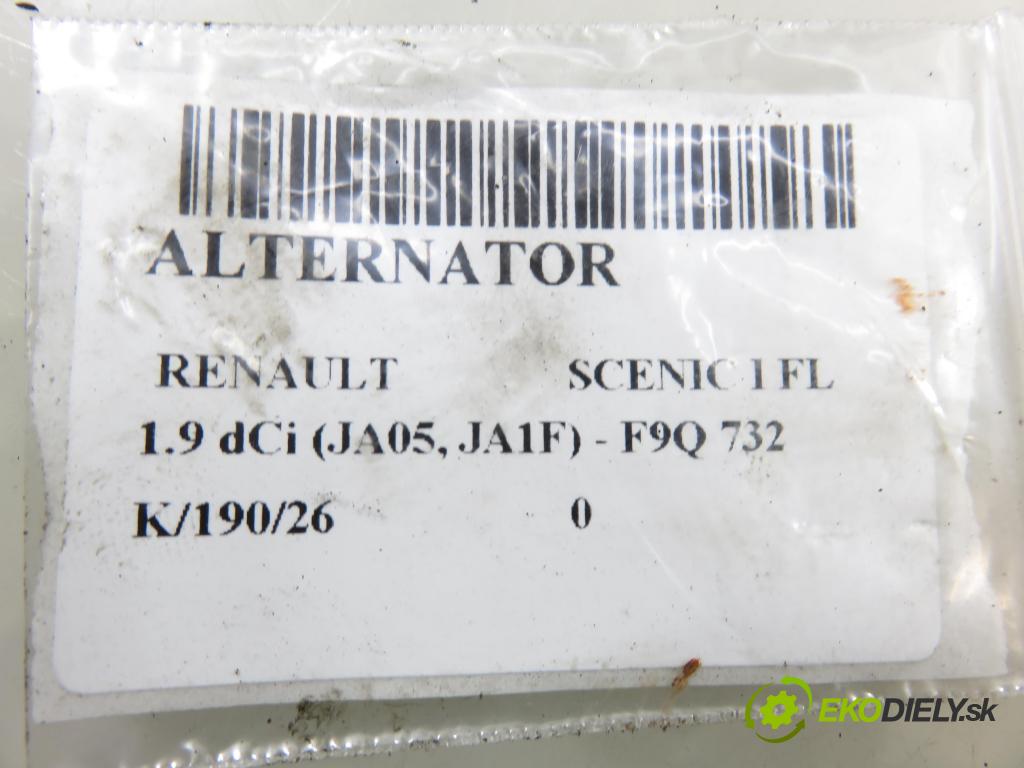 ALTERNATOR
RENAULT SCENIC I FL
1.9 dCi (JA05, JA1F) - F9Q 732
K/190/26 0
EKODIELY.sk